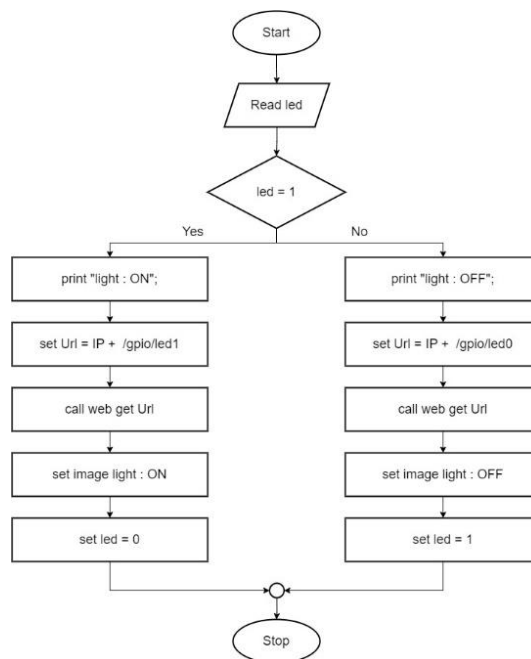 Start
Read led
led = 1
Yes
No
print "light : ON";
print "light : OFF";
set Url = IP + /gpio/led1
set Url = IP + /gpio/led0
call web get Url
call web get Url
set image light : ON
set image light : OFF
set led = 0
set led = 1
Stop